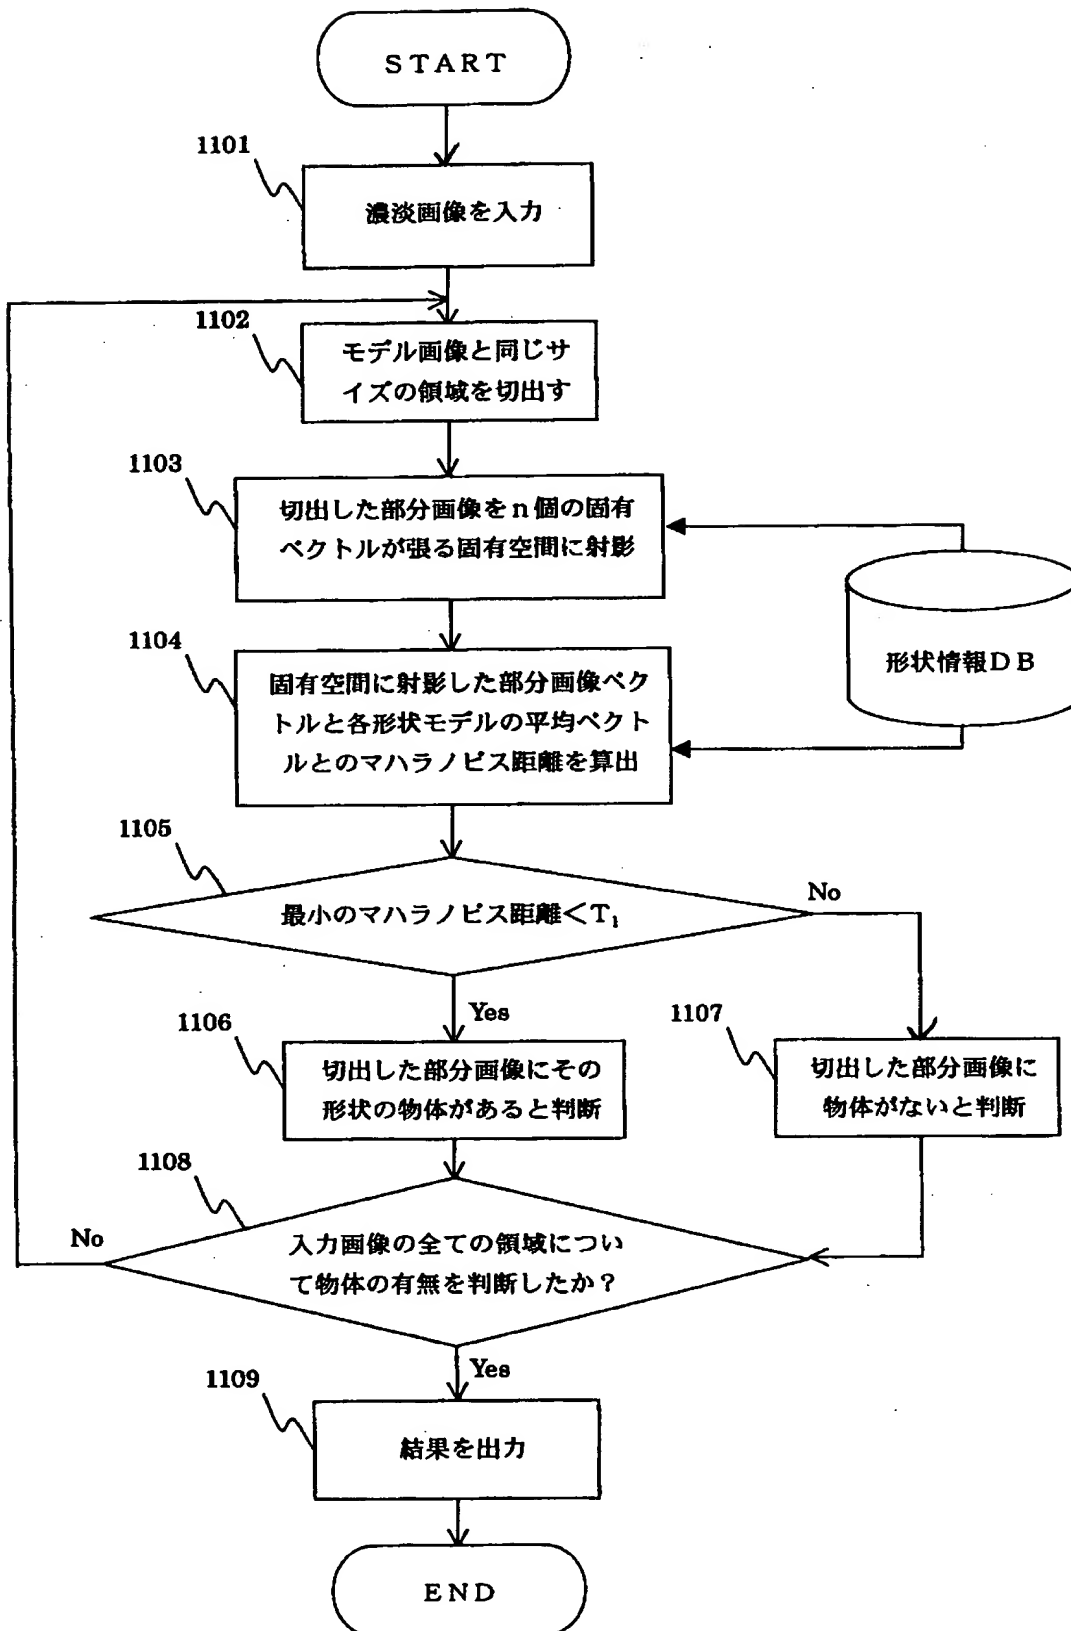 START
1101
濃淡画像を入力
1102
モデル画像と同じサ
イズの領域を切出す
1103
切出した部分画像をn個の固有
ベクトルが張る固有空間に射影
1104
固有空間に射影した部分画像ベク
トルと各形状モデルの平均ベクト
ルとのマハラノビス距離を算出
形状情報DB
1105
最小のマハラノビス距離<T₁
No
Yes
1106
切出した部分画像にその
形状の物体があると判断
1107
切出した部分画像に
物体がないと判断
1108
No
入力画像の全ての領域につい
て物体の有無を判断したか?
Yes
1109
結果を出力
END